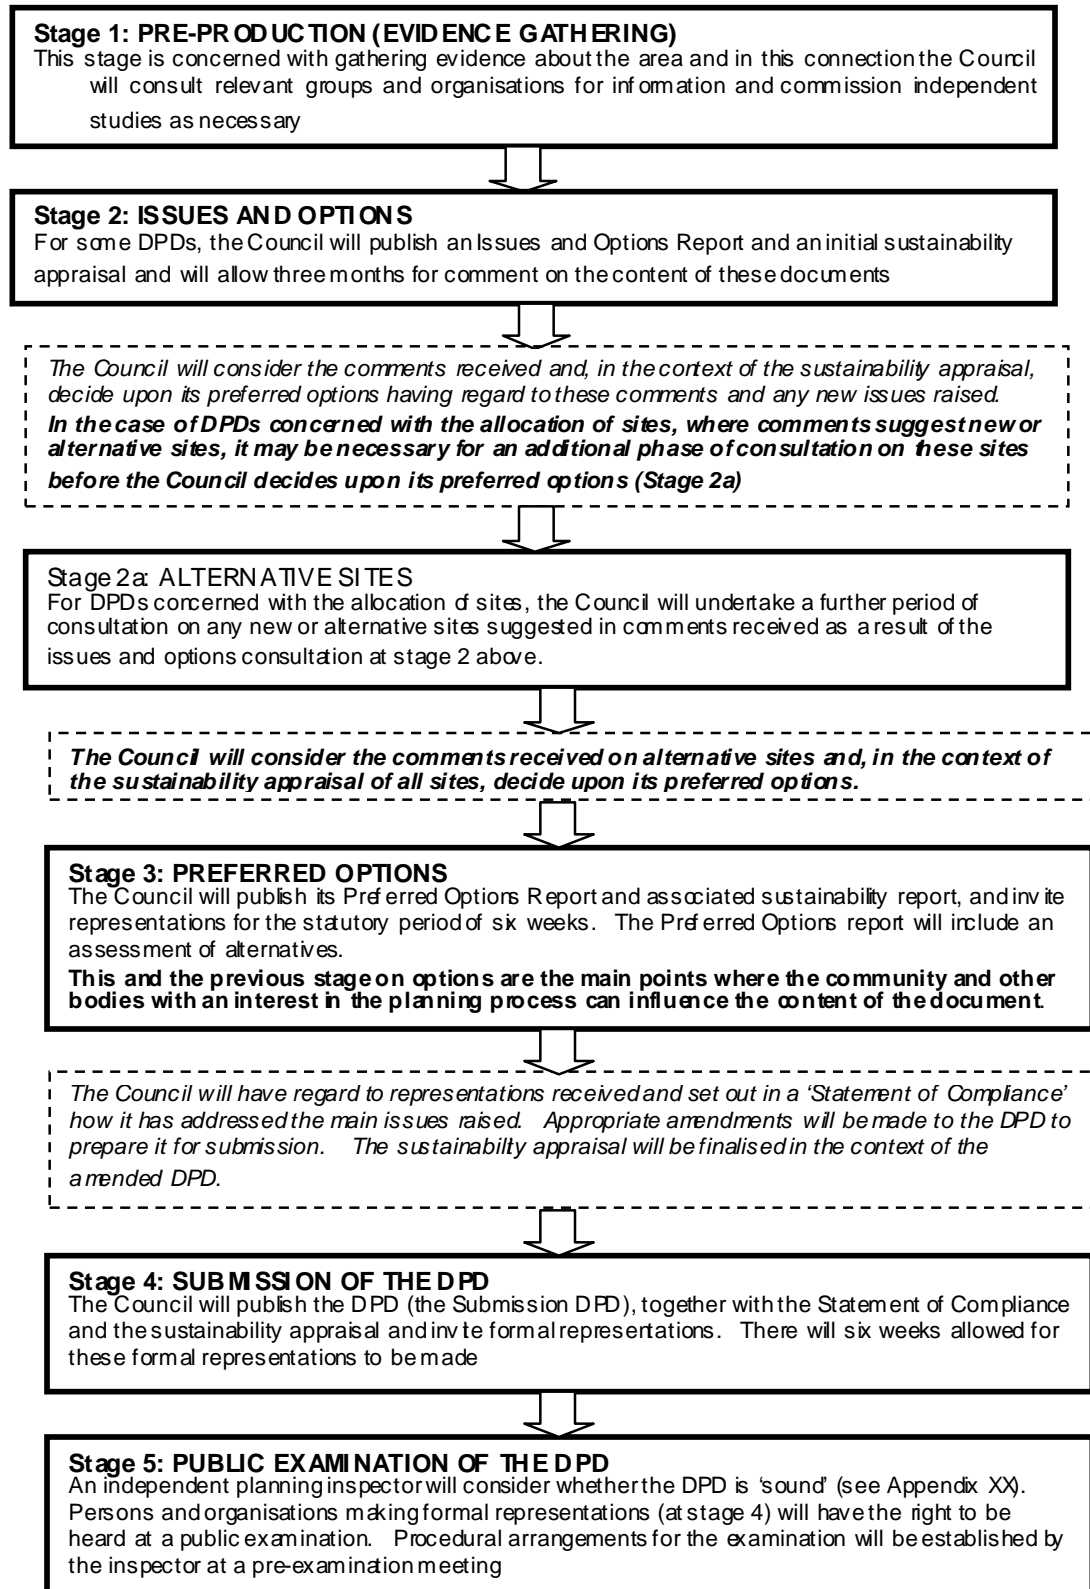 Stage 1: PRE-PRODUCTION (EVIDENCE GATHERING)
This stage is concerned with gathering evidence about the area and in this connection the Council
will consult relevant groups and organisations for information and commission independent
studies as necessary
Stage 2: ISSUES AND OPTIONS
For some DPDs, the Council will publish an Issues and Options Report and an initial sustainability
appraisal and will allow three months for comment on the content of these documents
The Council will consider the comments received and, in the context of the sustainability appraisal,
decide upon its preferred options having regard to these comments and any new issues raised.
In the case of DPDs concerned with the allocation of sites, where comments suggest new or
alternative sites, it may be necessary for an additional phase of consultation on these sites
before the Council decides upon its preferred options (Stage 2a)
Stage 2a: ALTERNATIVE SITES
For DPDs concerned with the allocation of sites, the Council will undertake a further period of
consultation on any new or alternative sites suggested in comments received as a result of the
issues and options consultation at stage 2 above.
The Council will consider the comments received on alternative sites and, in the context of
the sustainability appraisal of all sites, decide upon its preferred options.
Stage 3: PREFERRED OPTIONS
The Council will publish its Preferred Options Report and associated sustainability report, and invite
representations for the statutory period of six weeks. The Preferred Options report will include an
assessment of alternatives.
This and the previous stage on options are the main points where the community and other
bodies with an interest in the planning process can influence the content of the document.
The Council will have regard to representations received and set out in a ‘Statement of Compliance’
how it has addressed the main issues raised. Appropriate amendments will be made to the DPD to
prepare it for submission. The sustainability appraisal will be finalised in the context of the
amended DPD.
Stage 4: SUBMISSION OF THE DPD
The Council will publish the DPD (the Submission DPD), together with the Statement of Compliance
and the sustainability appraisal and invite formal representations. There will six weeks allowed for
these formal representations to be made
Stage 5: PUBLIC EXAMINATION OF THE DPD
An independent planning inspector will consider whether the DPD is ‘sound’ (see Appendix XX).
Persons and organisations making formal representations (at stage 4) will have the right to be
heard at a public examination. Procedural arrangements for the examination will be established by
the inspector at a pre-examination meeting